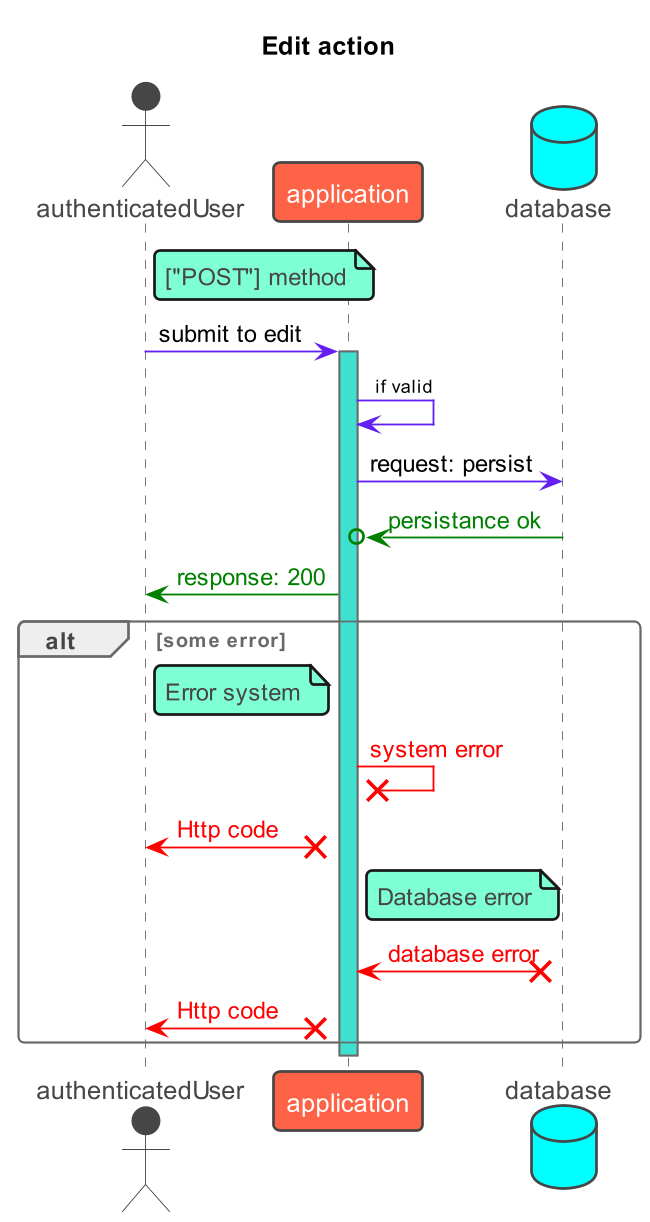 Edit action
authenticatedUser
application
database
["POST"] method
submit to edit
if valid
request: persist
persistance ok
response: 200
alt
[some error]
Error system
system error
Http code
Database error
database error
Http code
authenticatedUser
application
database